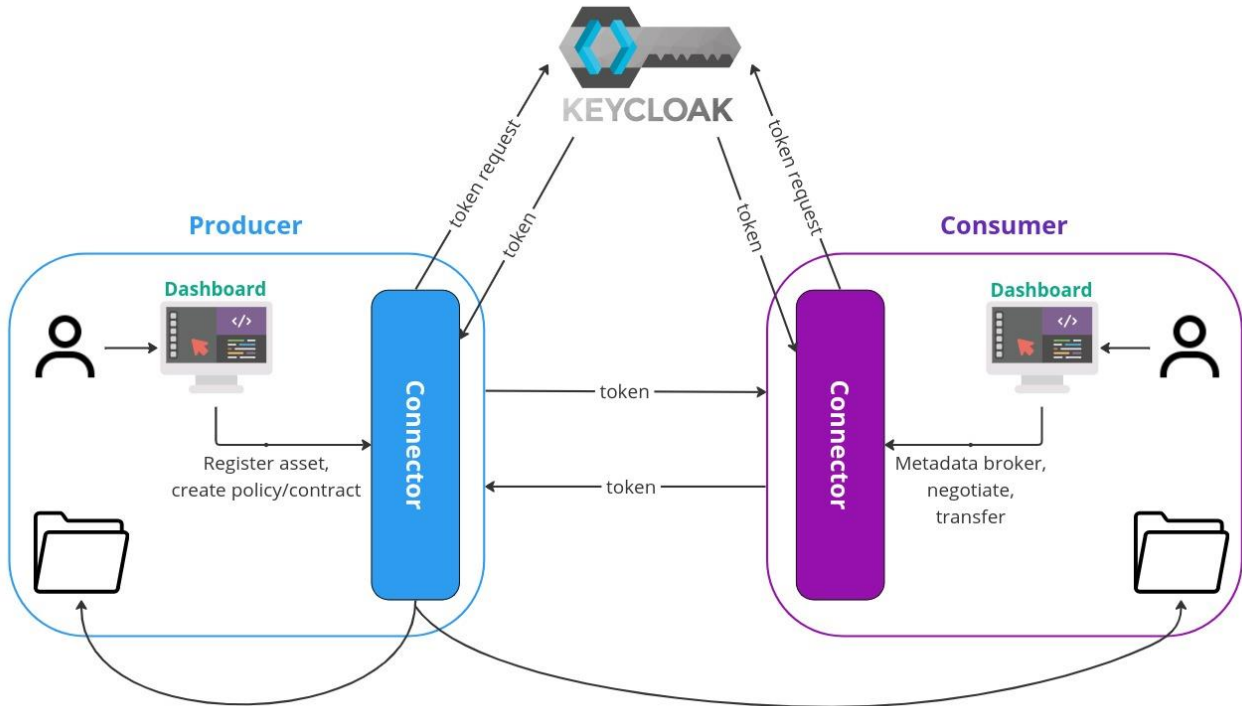 KEYCLOAK
token request
token
token
token request
Producer
Consumer
Dashboard
</>
Dashboard
</>
Connector
token
Connector
Register asset,
create policy/contract
Metadata broker,
negotiate,
transfer
token